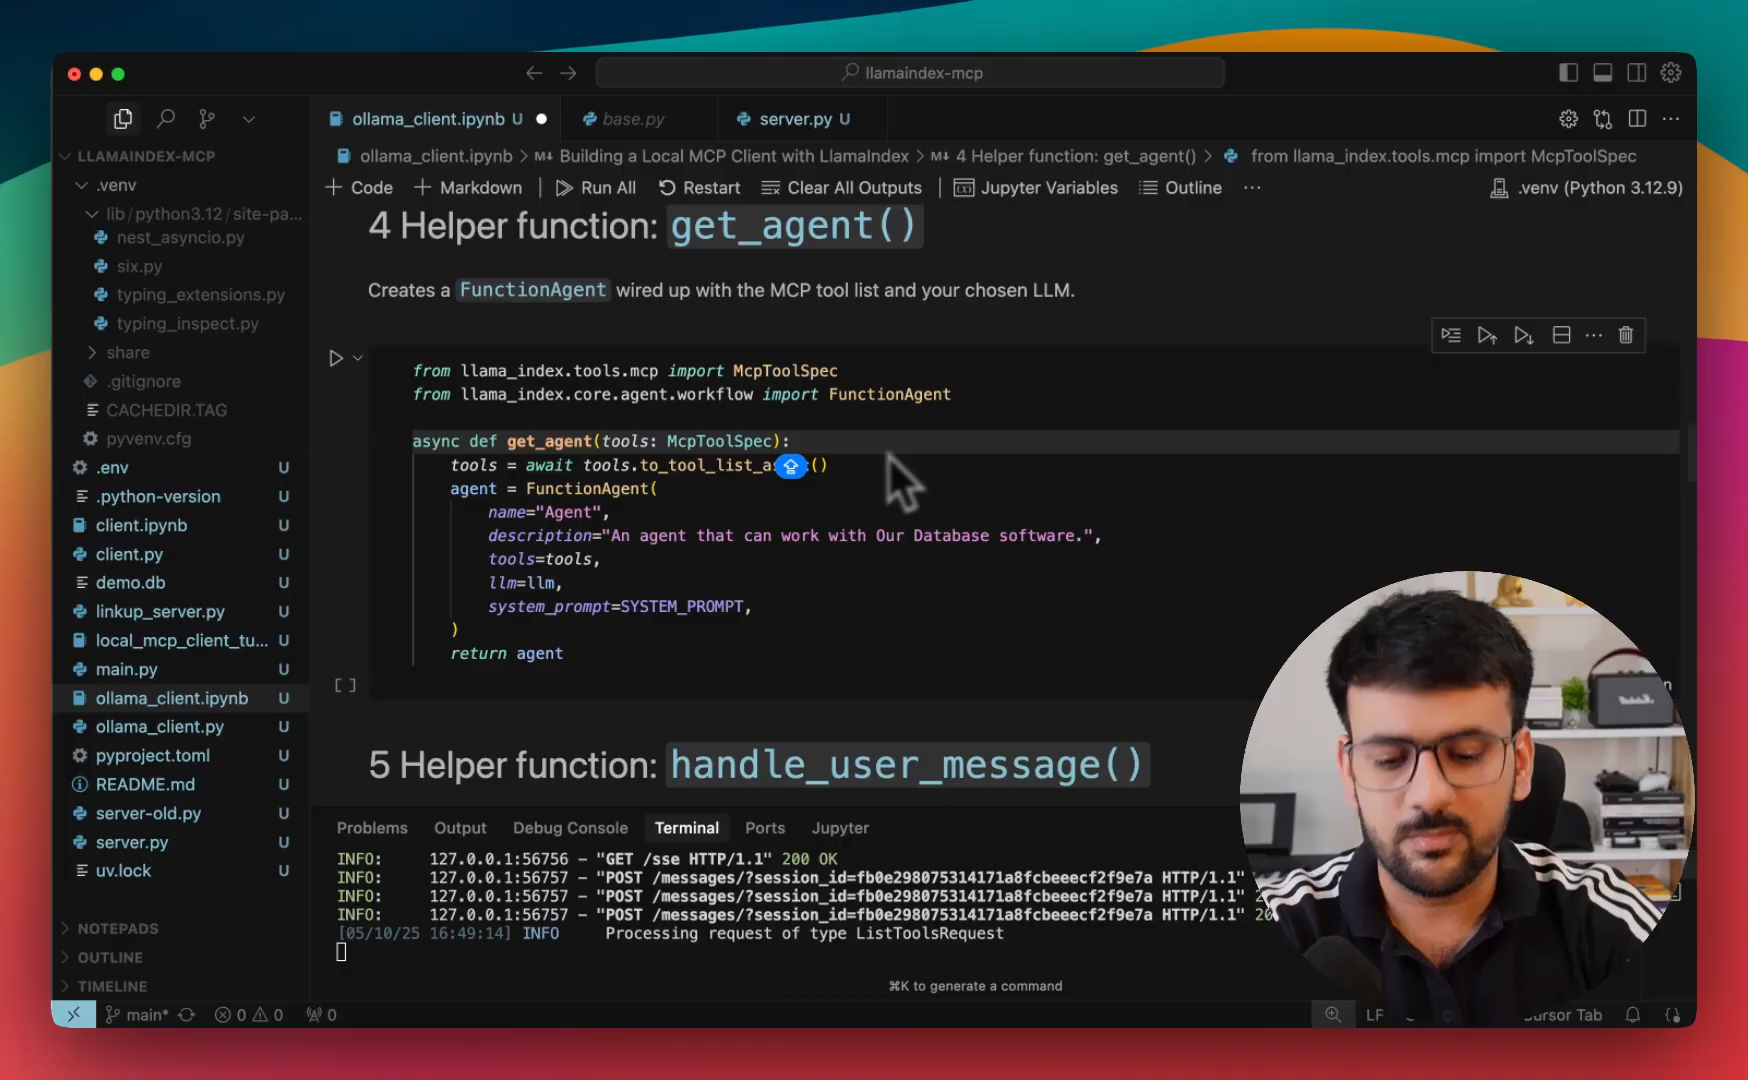 llamaindex-mcp
ollama_client.ipynb U
base.py
server.py U
LLAMAINDEX-MCP
.venv
lib/python3.12/site-pa...
nest_asyncio.py
six.py
typing_extensions.py
typing_inspect.py
share
.gitignore
CACHEDIR.TAG
pyvenv.cfg
.env U
.python-version U
client.ipynb U
client.py U
demo.db U
linkup_server.py U
local_mcp_client_tu... U
main.py U
ollama_client.ipynb U
ollama_client.py U
pyproject.toml U
README.md U
server-old.py U
server.py U
uv.lock U
NOTEPADS
OUTLINE
TIMELINE
ollama_client.ipynb > M↓ Building a Local MCP Client with LlamaIndex > M↓ 4 Helper function: get_agent() > from llama_index.tools.mcp import McpToolSpec
+ Code + Markdown Run All Restart Clear All Outputs Jupyter Variables Outline ... .venv (Python 3.12.9)
4 Helper function: get_agent()
Creates a FunctionAgent wired up with the MCP tool list and your chosen LLM.
from llama_index.tools.mcp import McpToolSpec
from llama_index.core.agent.workflow import FunctionAgent
async def get_agent(tools: McpToolSpec):
tools = await tools.to_tool_list_a ()
agent = FunctionAgent(
name="Agent",
description="An agent that can work with Our Database software.",
tools=tools,
llm=llm,
system_prompt=SYSTEM_PROMPT,
)
return agent
[ ]
5 Helper function: handle_user_message()
Problems Output Debug Console Terminal Ports Jupyter
INFO: 127.0.0.1:56756 - "GET /sse HTTP/1.1" 200 OK
INFO: 127.0.0.1:56757 - "POST /messages/?session_id=fb0e298075314171a8fcbeeecf2f9e7a HTTP/1.1"
INFO: 127.0.0.1:56757 - "POST /messages/?session_id=fb0e298075314171a8fcbeeecf2f9e7a HTTP/1.1"
INFO: 127.0.0.1:56757 - "POST /messages/?session_id=fb0e298075314171a8fcbeeecf2f9e7a HTTP/1.1" 20
[05/10/25 16:49:14] INFO Processing request of type ListToolsRequest
⌘K to generate a command
main* 0 0 0 LF Cursor Tab